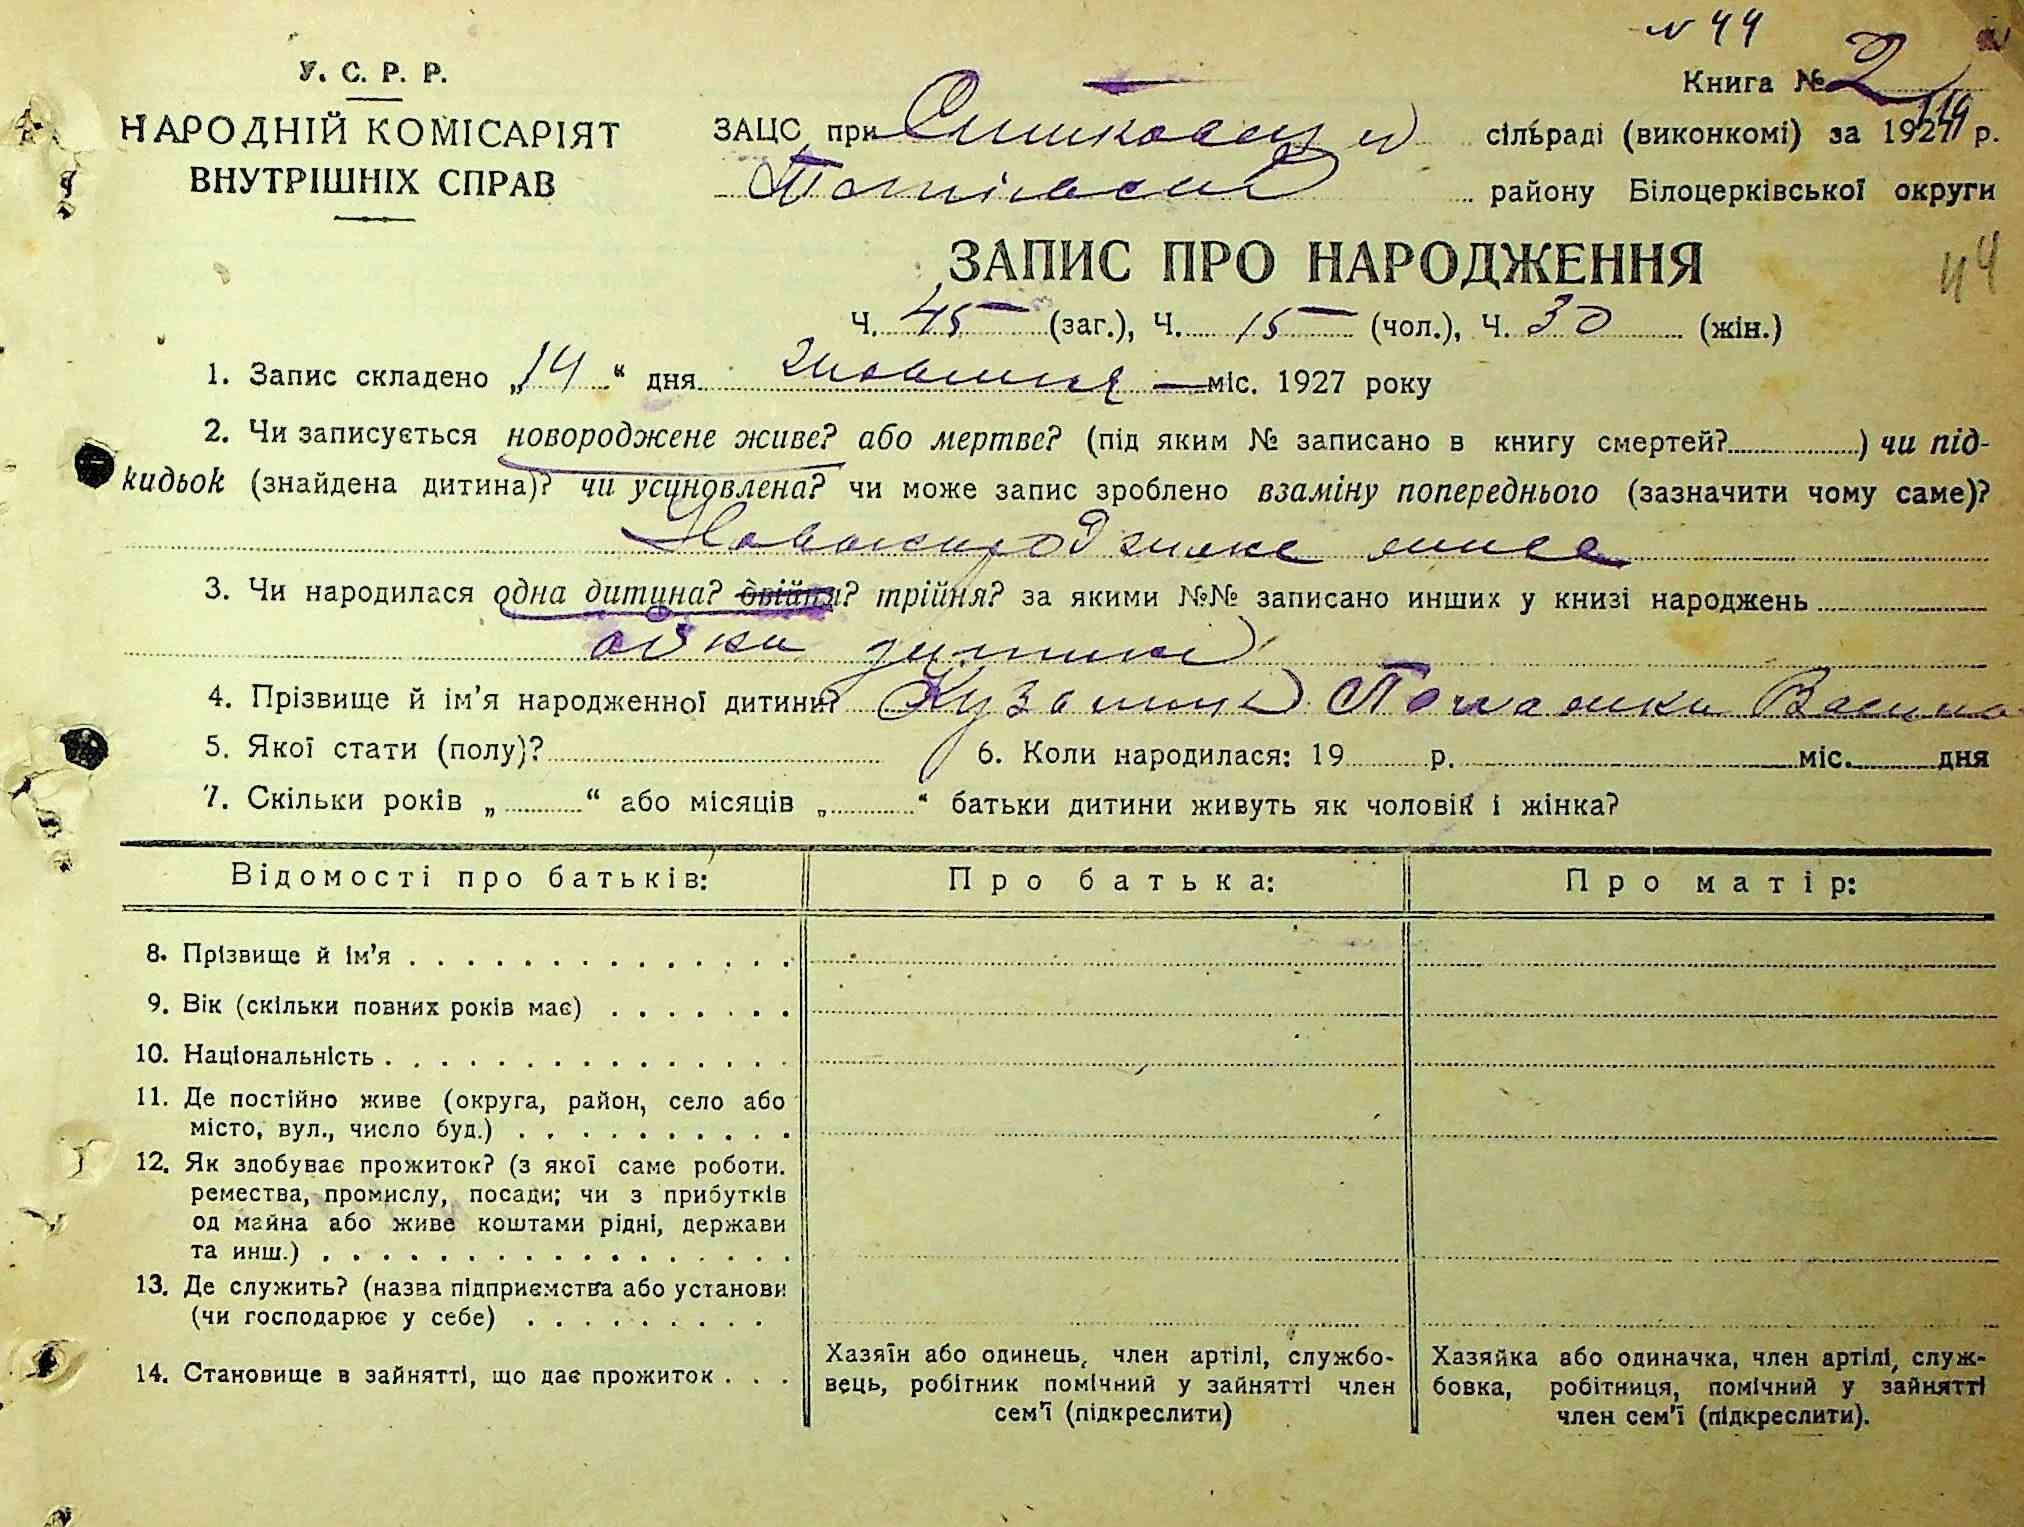 N 44
У. С. Р. Р.
НАРОДНІЙ КОМІСАРІЯТ
ВНУТРІШНІХ СПРАВ
Книга № 2
ЗАЦС при сільраді (виконкомі) за 1927 р.
району Білоцерківської округи
ЗАПИС ПРО НАРОДЖЕННЯ
44
Ч. 45 (заг.), Ч. 15 (чол.), Ч. 30 (жін.)
1. Запис складено „14“ дня міс. 1927 року
2. Чи записується новороджене живе? або мертве? (під яким № записано в книгу смертей?) чи під-
кидьок (знайдена дитина)? чи усиновлена? чи може запис зроблено взаміну попереднього (зазначити чому саме)?
3. Чи народилася одна дитина? двійня? трійня? за якими №№ записано инших у книзі народжень
одна дитина
4. Прізвище й ім'я народженної дитини?
5. Якої стати (полу)? 6. Коли народилася: 19 р. міс. дня
7. Скільки років „ “ або місяців „ “ батьки дитини живуть як чоловік і жінка?
Відомості про батьків: Про батька: Про матір:
8. Прізвище й ім'я
9. Вік (скільки повних років має)
10. Національність
11. Де постійно живе (округа, район, село або
місто, вул., число буд.)
12. Як здобуває прожиток? (з якої саме роботи.
ремества, промислу, посади; чи з прибутків
од майна або живе коштами рідні, держави
та инш.)
13. Де служить? (назва підприємства або установи
(чи господарює у себе)
14. Становище в зайнятті, що дає прожиток
Хазяїн або одинець, член артілі, службо-
вець, робітник помічний у зайнятті член
сем'ї (підкреслити)
Хазяйка або одиначка, член артілі, служ-
бовка, робітниця, помічний у зайнятті
член сем'ї (підкреслити).